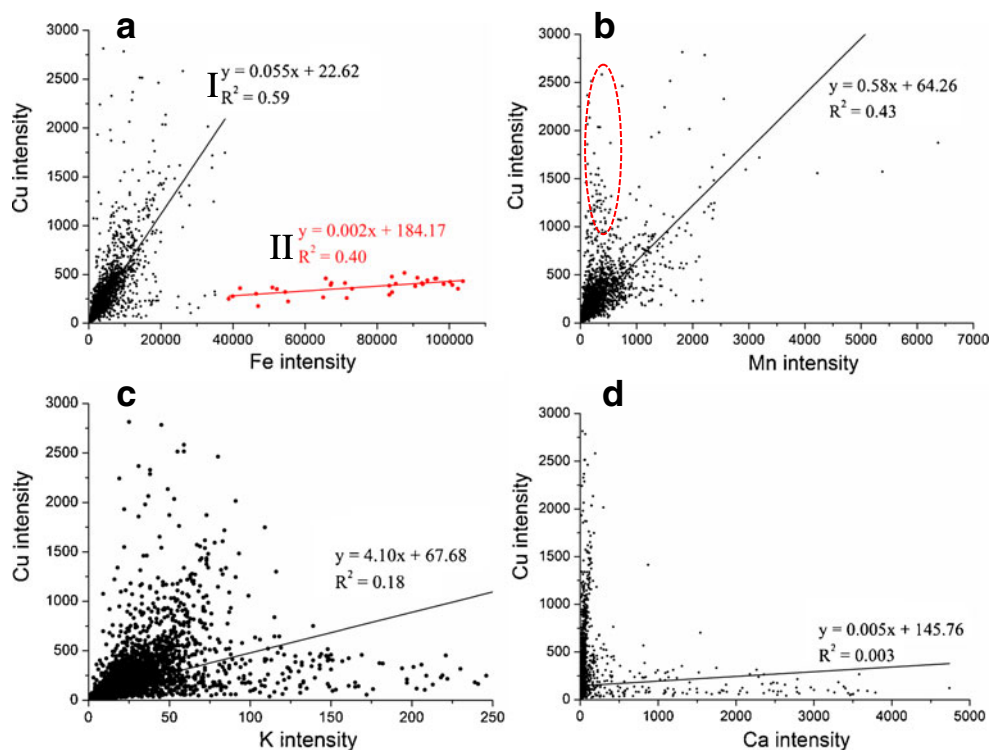 a
3000
2500
2000
1500
1000
500
0
Cu intensity
I
y = 0.055x + 22.62
R² = 0.59
II
y = 0.002x + 184.17
R² = 0.40
0 20000 40000 60000 80000 100000
Fe intensity
b
3000
2500
2000
1500
1000
500
0
Cu intensity
y = 0.58x + 64.26
R² = 0.43
0 1000 2000 3000 4000 5000 6000 7000
Mn intensity
c
3000
2500
2000
1500
1000
500
0
Cu intensity
y = 4.10x + 67.68
R² = 0.18
0 50 100 150 200 250
K intensity
d
3000
2500
2000
1500
1000
500
0
Cu intensity
y = 0.005x + 145.76
R² = 0.003
0 1000 2000 3000 4000 5000
Ca intensity